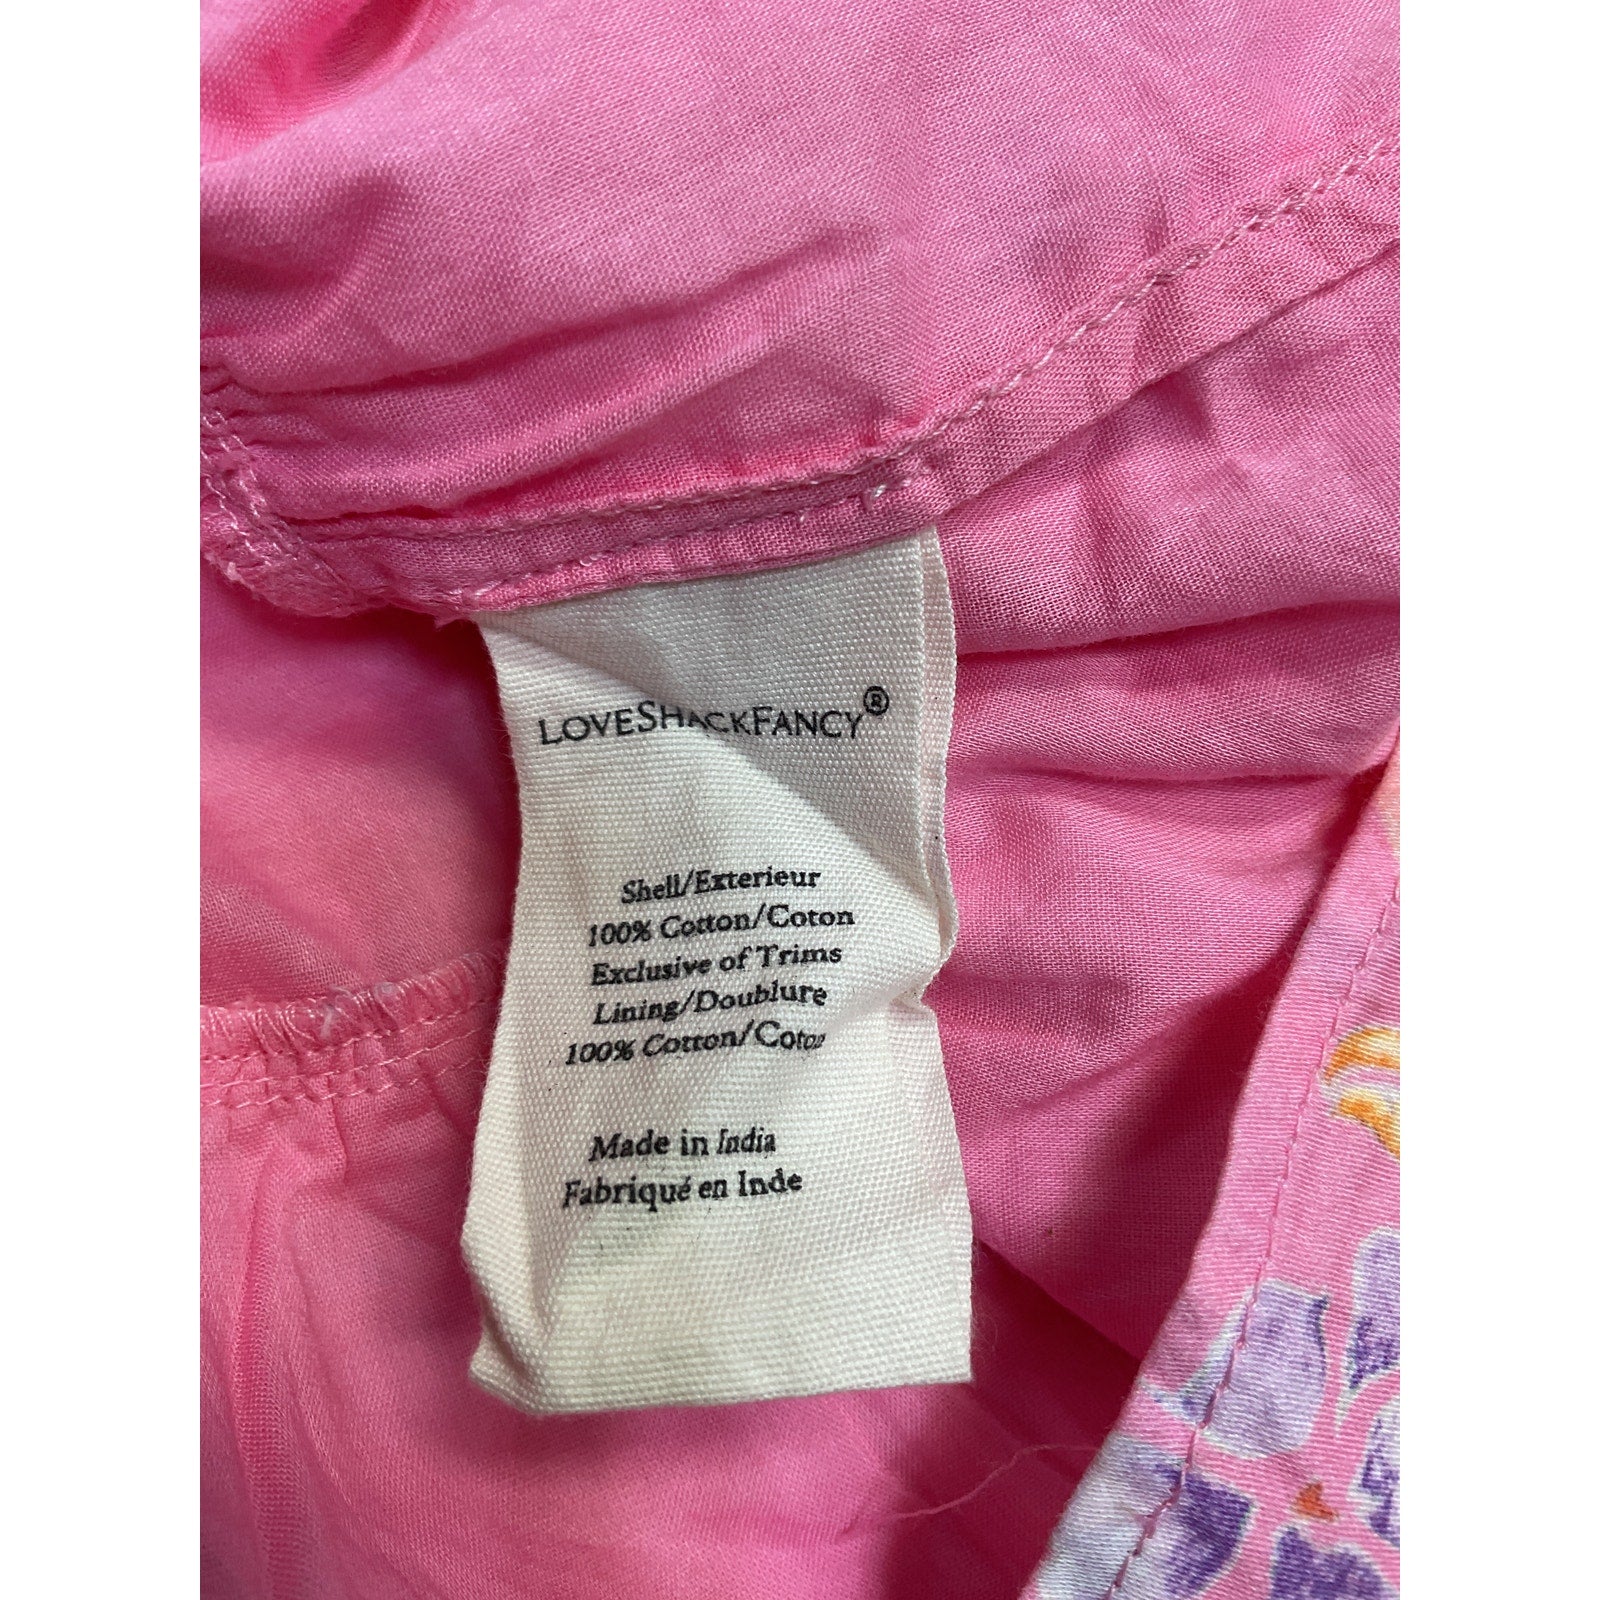 LOVESHACKFANCY®
Shell/Exterieur
100% Cotton/Coton
Exclusive of Trims
Lining/Doublure
100% Cotton/Coton
Made in India
Fabriqué en Inde